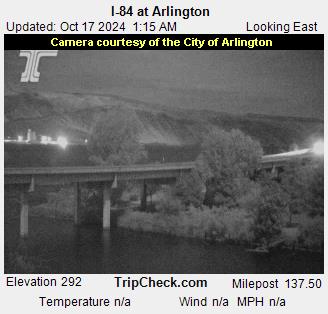 I-84 at Arlington
Updated: Oct 17 2024 1:15 AM Looking East
Camera courtesy of the City of Arlington
Elevation 292 TripCheck.com Milepost 137.50
Temperature n/a Wind n/a MPH n/a